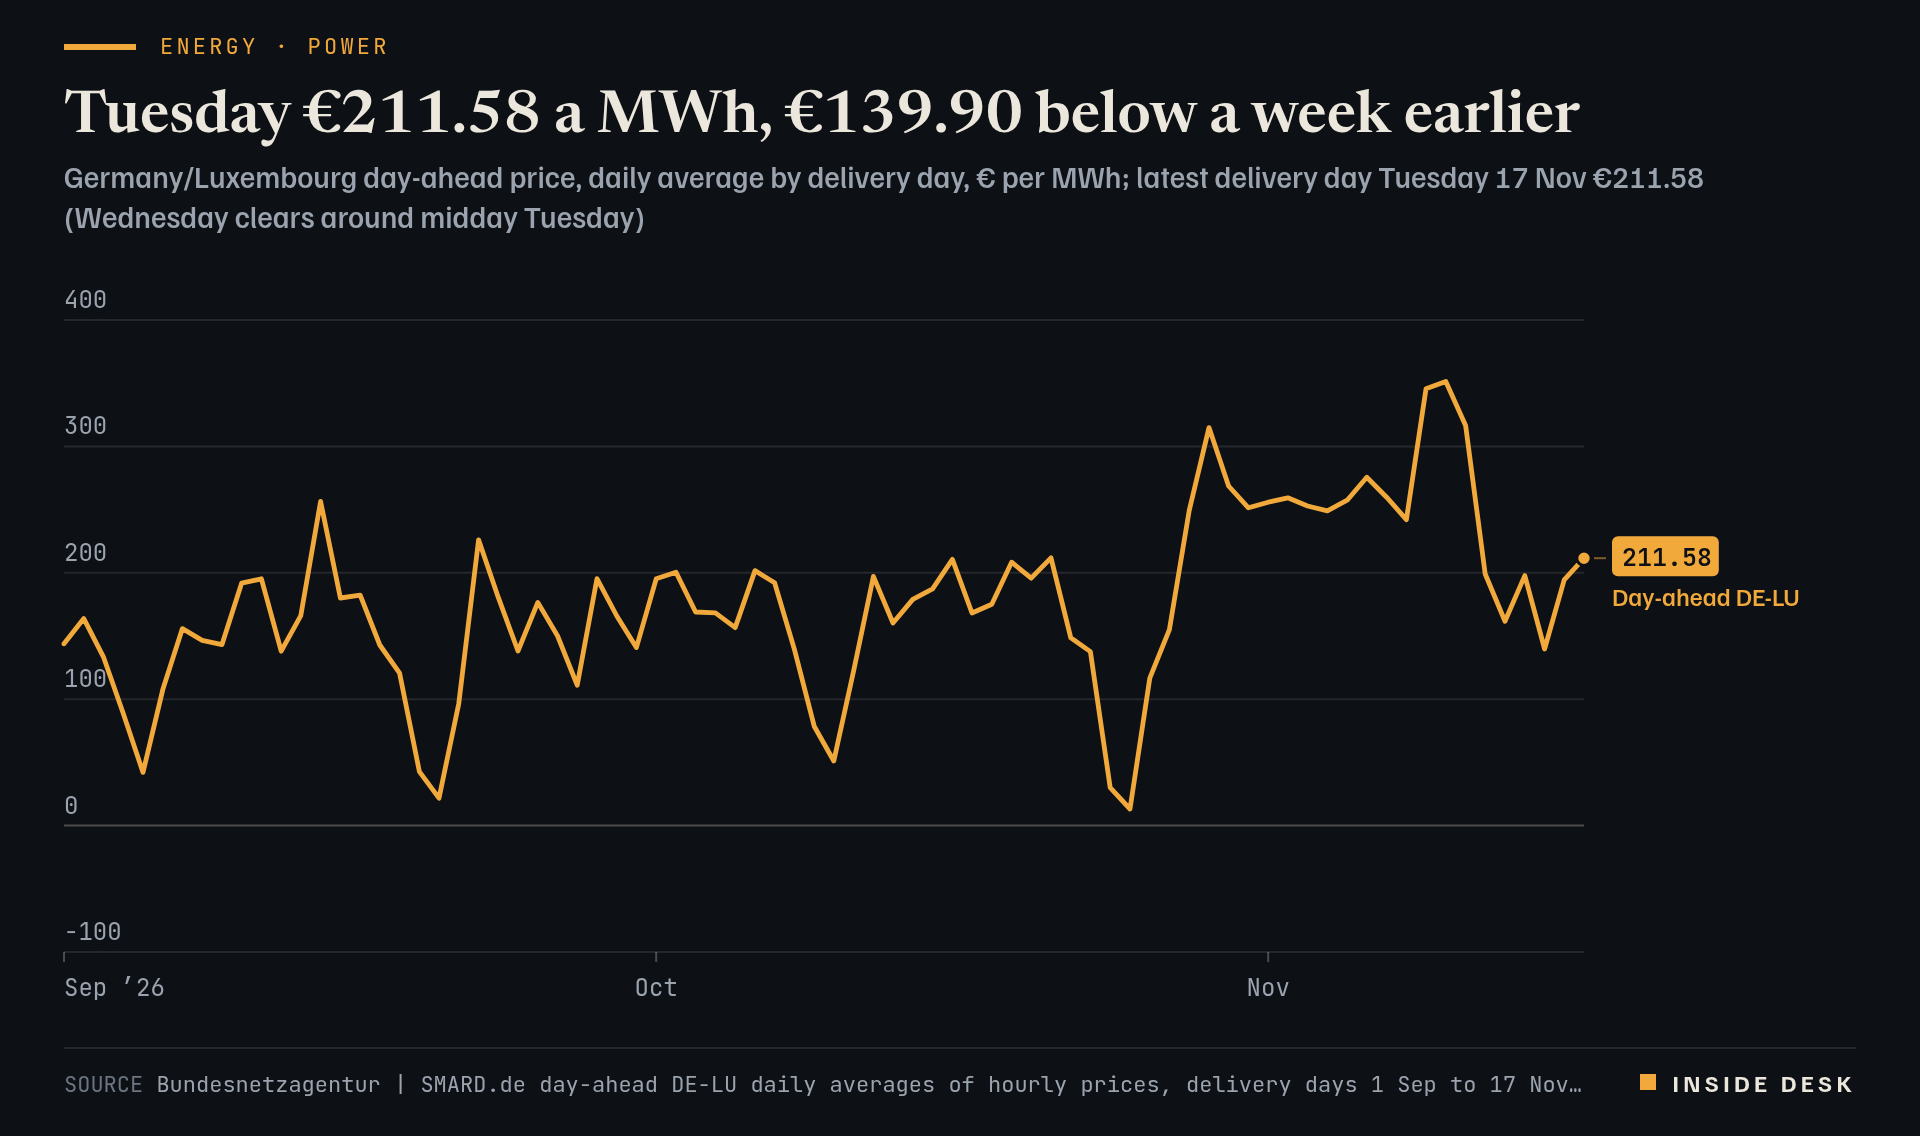 ENERGY · POWER
Tuesday €211.58 a MWh, €139.90 below a week earlier
Germany/Luxembourg day-ahead price, daily average by delivery day, € per MWh; latest delivery day Tuesday 17 Nov €211.58
(Wednesday clears around midday Tuesday)
400
300
200
100
0
-100
211.58
Day-ahead DE-LU
Sep ’26
Oct
Nov
SOURCE Bundesnetzagentur | SMARD.de day-ahead DE-LU daily averages of hourly prices, delivery days 1 Sep to 17 Nov…
INSIDE DESK